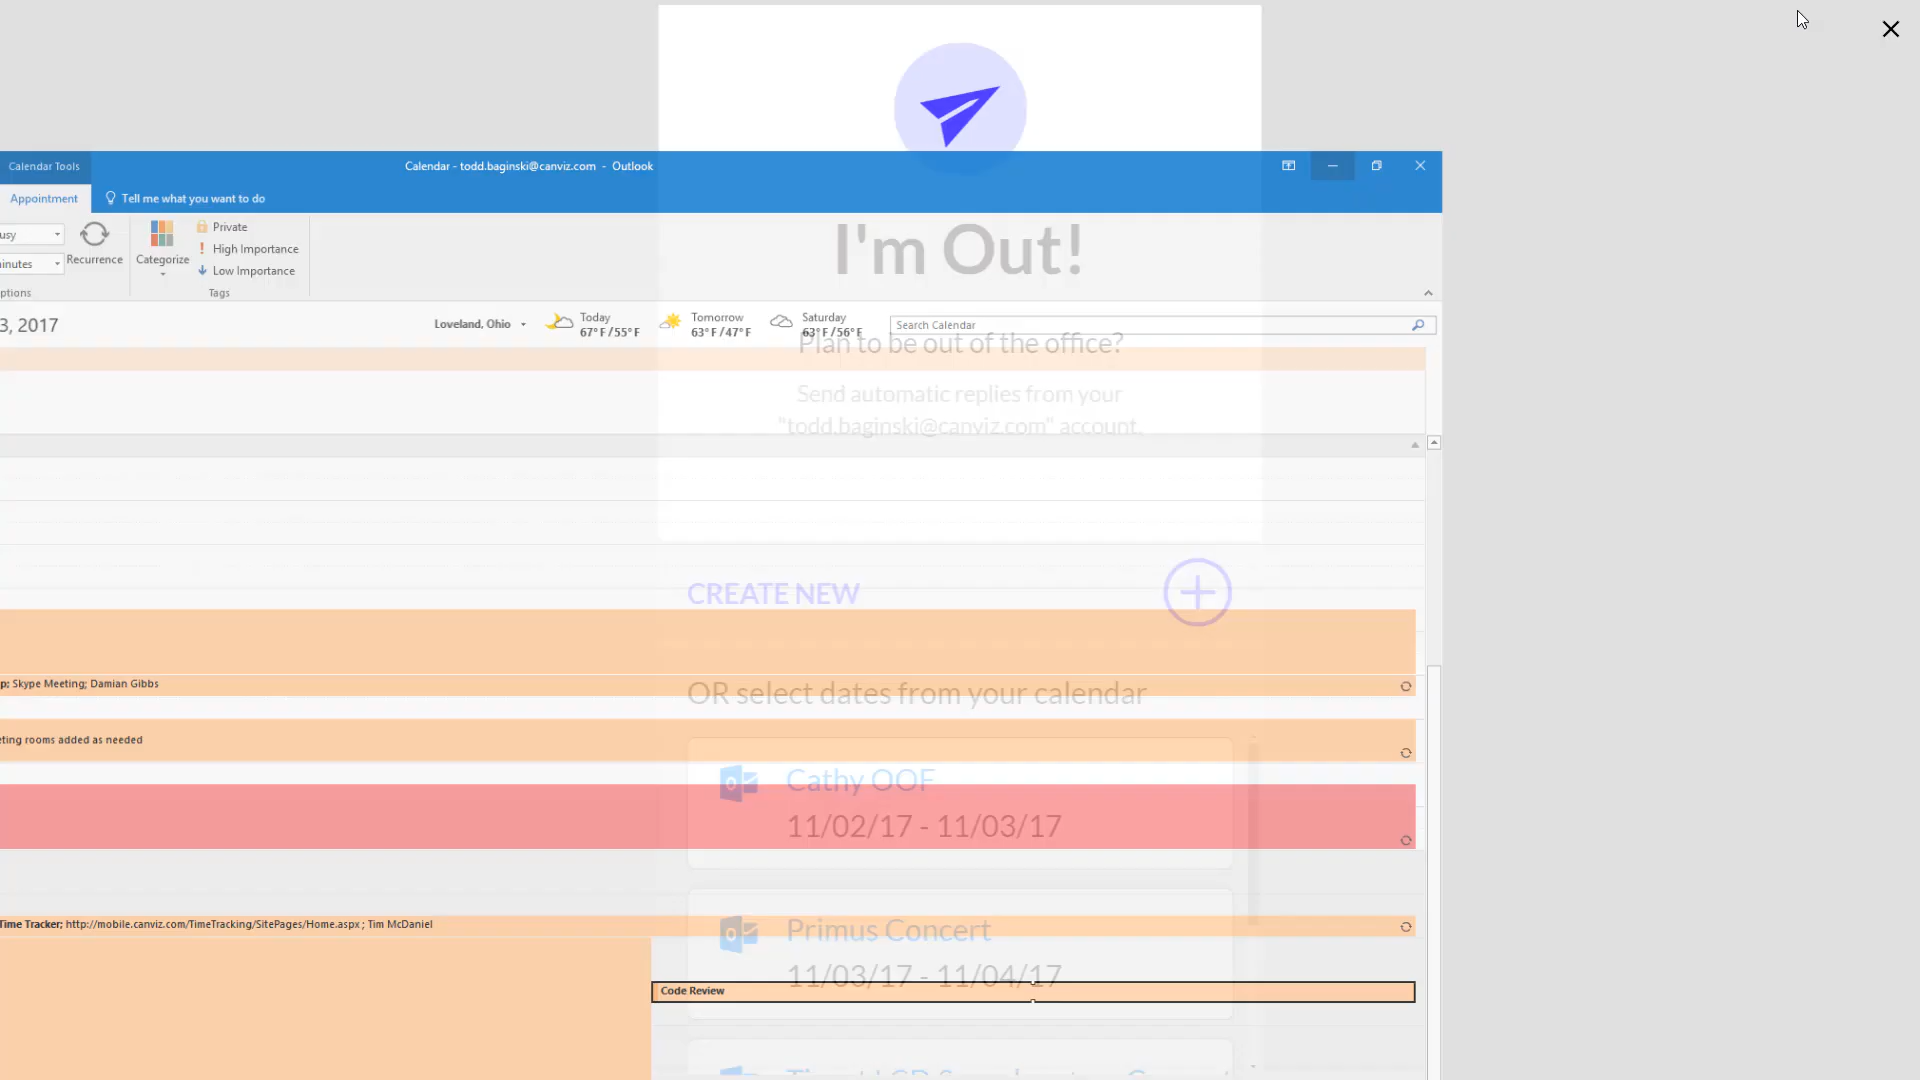 Calendar Tools
Calendar - todd.baginski@canviz.com - Outlook
Appointment
Tell me what you want to do
usy
inutes
ptions
Recurrence
Categorize
Private
High Importance
Low Importance
Tags
I'm Out!
3, 2017
Loveland, Ohio
Today
67°F/55°F
Tomorrow
63°F/47°F
Saturday
63°F/56°F
Search Calendar
Plan to be out of the office?
Send automatic replies from your
"todd.baginski@canviz.com" account.
CREATE NEW
p; Skype Meeting; Damian Gibbs
OR select dates from your calendar
eting rooms added as needed
Cathy OOF
11/02/17 - 11/03/17
Time Tracker; http://mobile.canviz.com/TimeTracking/SitePages/Home.aspx ; Tim McDaniel
Primus Concert
11/03/17 - 11/04/17
Code Review